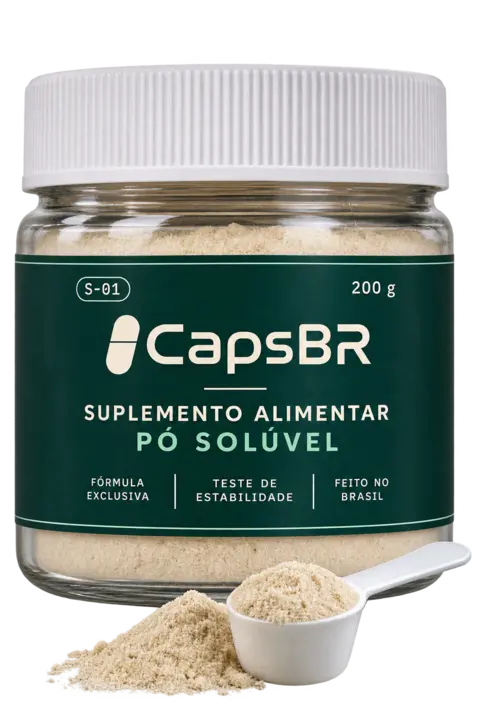 S-01
200 g
CapsBR
SUPLEMENTO ALIMENTAR
PÓ SOLÚVEL
FÓRMULA
EXCLUSIVA
TESTE DE
ESTABILIDADE
FEITO NO
BRASIL